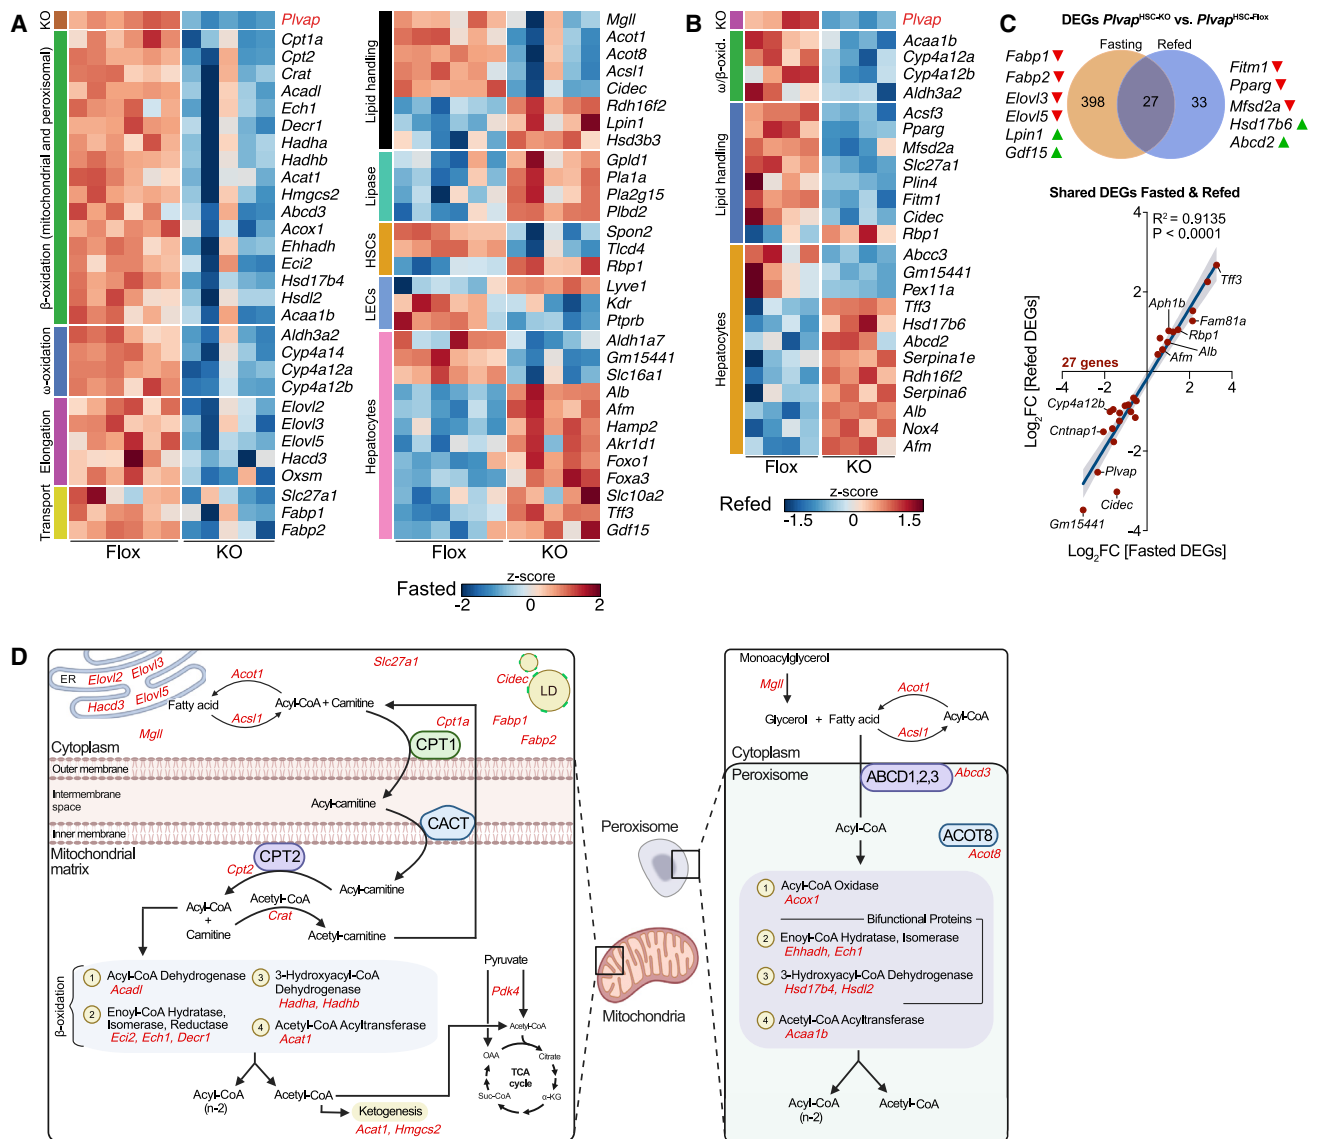 A
KO
Plvap
β-oxidation (mitochondrial and peroxisomal)
Cpt1a
Cpt2
Crat
Acadl
Ech1
Decr1
Hadha
Hadhb
Acat1
Hmgcs2
Abcd3
Acox1
Ehhadh
Eci2
Hsd17b4
Hsdl2
Acaa1b
ω-oxidation
Aldh3a2
Cyp4a14
Cyp4a12a
Cyp4a12b
Elongation
Elovl2
Elovl3
Elovl5
Hacd3
Oxsm
Transport
Slc27a1
Fabp1
Fabp2
Flox
KO
Lipid handling
Mgll
Acot1
Acot8
Acsl1
Cidec
Rdh16f2
Lpin1
Hsd3b3
Lipase
Gpld1
Pla1a
Pla2g15
Plbd2
HSCs
Spon2
Tlcd4
Rbp1
LECs
Lyve1
Kdr
Ptprb
Hepatocytes
Aldh1a7
Gm15441
Slc16a1
Alb
Afm
Hamp2
Akr1d1
Foxo1
Foxa3
Slc10a2
Tff3
Gdf15
Flox
KO
Fasted
z-score
-2
0
2
B
KO
Plvap
ω/β-oxid.
Acaa1b
Cyp4a12a
Cyp4a12b
Aldh3a2
Lipid handling
Acsf3
Pparg
Mfsd2a
Slc27a1
Plin4
Fitm1
Cidec
Rbp1
Hepatocytes
Abcc3
Gm15441
Pex11a
Tff3
Hsd17b6
Abcd2
Serpina1e
Rdh16f2
Serpina6
Alb
Nox4
Afm
Flox
KO
Refed
z-score
-1.5
0
1.5
C
DEGs Plvap^HSC-KO vs. Plvap^HSC-Flox
Fasting
Refed
Fabp1 ▼
Fabp2 ▼
Elovl3 ▼
Elovl5 ▼
Lpin1 ▲
Gdf15 ▲
398
27
33
Fitm1 ▼
Pparg ▼
Mfsd2a ▼
Hsd17b6 ▲
Abcd2 ▲
Shared DEGs Fasted & Refed
R² = 0.9135
P < 0.0001
4
2
-2
-4
-4
-2
2
4
27 genes
Tff3
Aph1b
Fam81a
Rbp1
Alb
Afm
Cyp4a12b
Cntnap1
Plvap
Cidec
Gm15441
Log₂FC [Refed DEGs]
Log₂FC [Fasted DEGs]
D
ER
Elovl2
Elovl3
Hacd3
Elovl5
Fatty acid
Acot1
Acsl1
Acyl-CoA + Carnitine
Slc27a1
Cidec
LD
Mgll
Cpt1a
Fabp1
Fabp2
Cytoplasm
CPT1
Outer membrane
Intermembrane
space
Acyl-carnitine
Inner membrane
CACT
Mitochondrial
matrix
CPT2
Cpt2
Acyl-carnitine
Acyl-CoA
+
Carnitine
Acetyl-CoA
Crat
Acetyl-carnitine
β-oxidation
1
Acyl-CoA Dehydrogenase
Acadl
2
Enoyl-CoA Hydratase,
Isomerase, Reductase
Eci2, Ech1, Decr1
3
3-Hydroxyacyl-CoA
Dehydrogenase
Hadha, Hadhb
4
Acetyl-CoA Acyltransferase
Acat1
Acyl-CoA
(n-2)
Acetyl-CoA
Ketogenesis
Acat1, Hmgcs2
Pyruvate
Pdk4
Acetyl-CoA
OAA
Citrate
TCA
cycle
Suc-CoA
α-KG
Peroxisome
Mitochondria
Monoacylglycerol
Mgll
Glycerol + Fatty acid
Acot1
Acsl1
Acyl-CoA
Cytoplasm
Peroxisome
ABCD1,2,3
Abcd3
Acyl-CoA
ACOT8
Acot8
1
Acyl-CoA Oxidase
Acox1
Bifunctional Proteins
2
Enoyl-CoA Hydratase, Isomerase
Ehhadh, Ech1
3
3-Hydroxyacyl-CoA Dehydrogenase
Hsd17b4, Hsdl2
4
Acetyl-CoA Acyltransferase
Acaa1b
Acyl-CoA
(n-2)
Acetyl-CoA